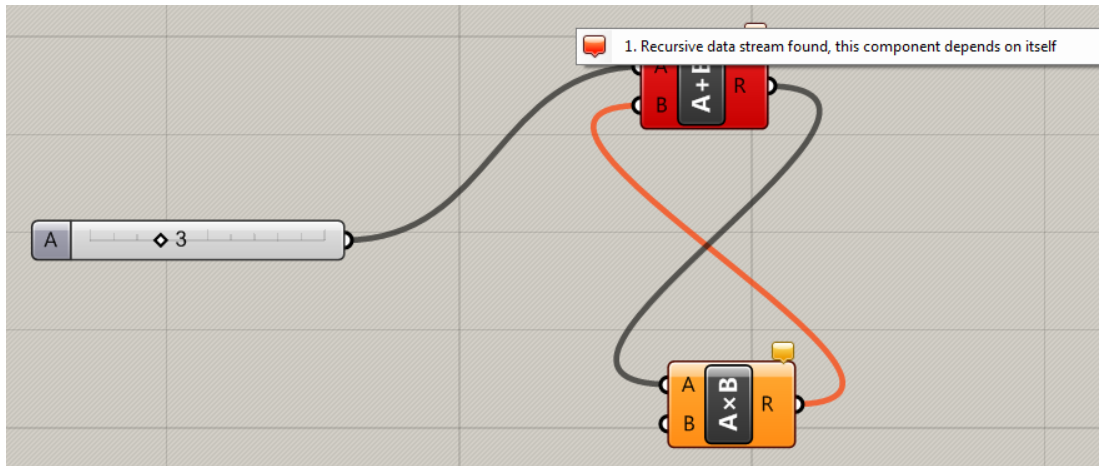 1. Recursive data stream found, this component depends on itself
A
B
A+B
R
A
3
A
B
A×B
R